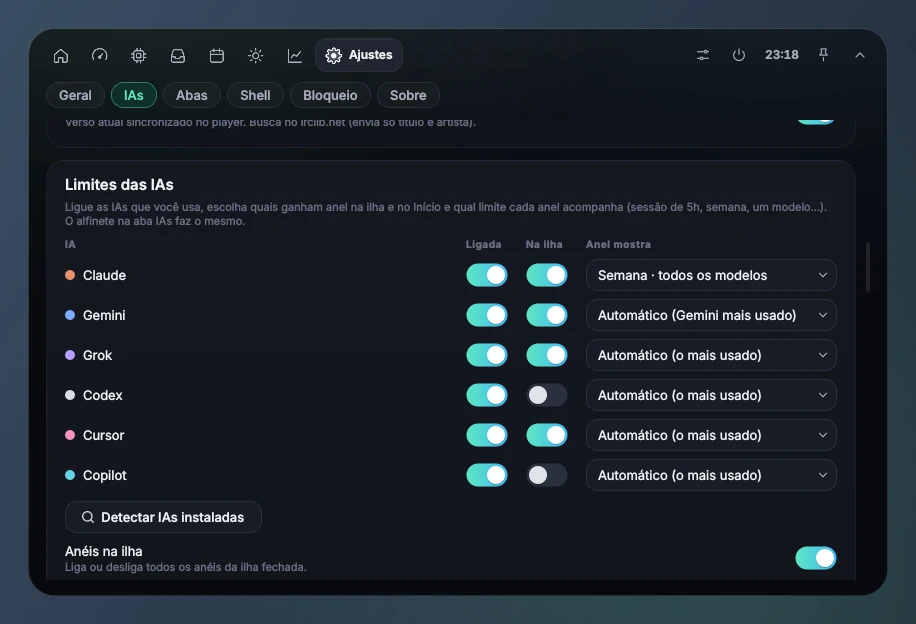 Ajustes
23:18
Geral
IAs
Abas
Shell
Bloqueio
Sobre
Verso atual sincronizado no player. Busca no lrclib.net (envia só título e artista).
Limites das IAs
Ligue as IAs que você usa, escolha quais ganham anel na ilha e no Início e qual limite cada anel acompanha (sessão de 5h, semana, um modelo…).
O alfinete na aba IAs faz o mesmo.
IA Ligada Na ilha Anel mostra
Claude Semana · todos os modelos
Gemini Automático (Gemini mais usado)
Grok Automático (o mais usado)
Codex Automático (o mais usado)
Cursor Automático (o mais usado)
Copilot Automático (o mais usado)
Detectar IAs instaladas
Anéis na ilha
Liga ou desliga todos os anéis da ilha fechada.